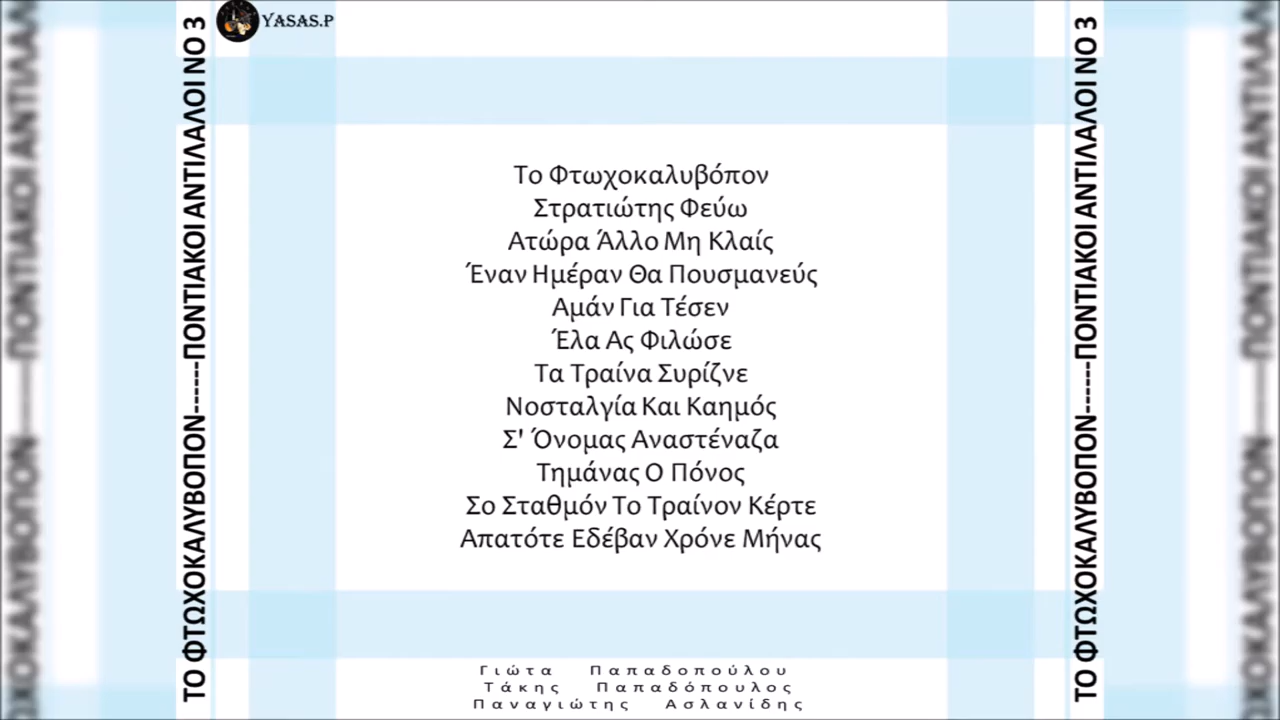 YASAS.P
ΤΟ ΦΤΩΧΟΚΑΛΥΒΟΠΟΝ------ΠΟΝΤΙΑΚΟΙ ΑΝΤΙΛΑΛΟΙ ΝΟ 3
Το Φτωχοκαλυβόπον
Στρατιώτης Φεύω
Ατώρα Άλλο Μη Κλαίς
Έναν Ημέραν Θα Πουσμανεύς
Αμάν Για Τέσεν
Έλα Ας Φιλώσε
Τα Τραίνα Συρίζνε
Νοσταλγία Και Καημός
Σ' Όνομας Αναστέναζα
Τημάνας Ο Πόνος
Σο Σταθμόν Το Τραίνον Κέρτε
Απατότε Εδέβαν Χρόνε Μήνας
Γιώτα Παπαδοπούλου
Τάκης Παπαδόπουλος
Παναγιώτης Ασλανίδης
ΤΟ ΦΤΩΧΟΚΑΛΥΒΟΠΟΝ------ΠΟΝΤΙΑΚΟΙ ΑΝΤΙΛΑΛΟΙ ΝΟ 3